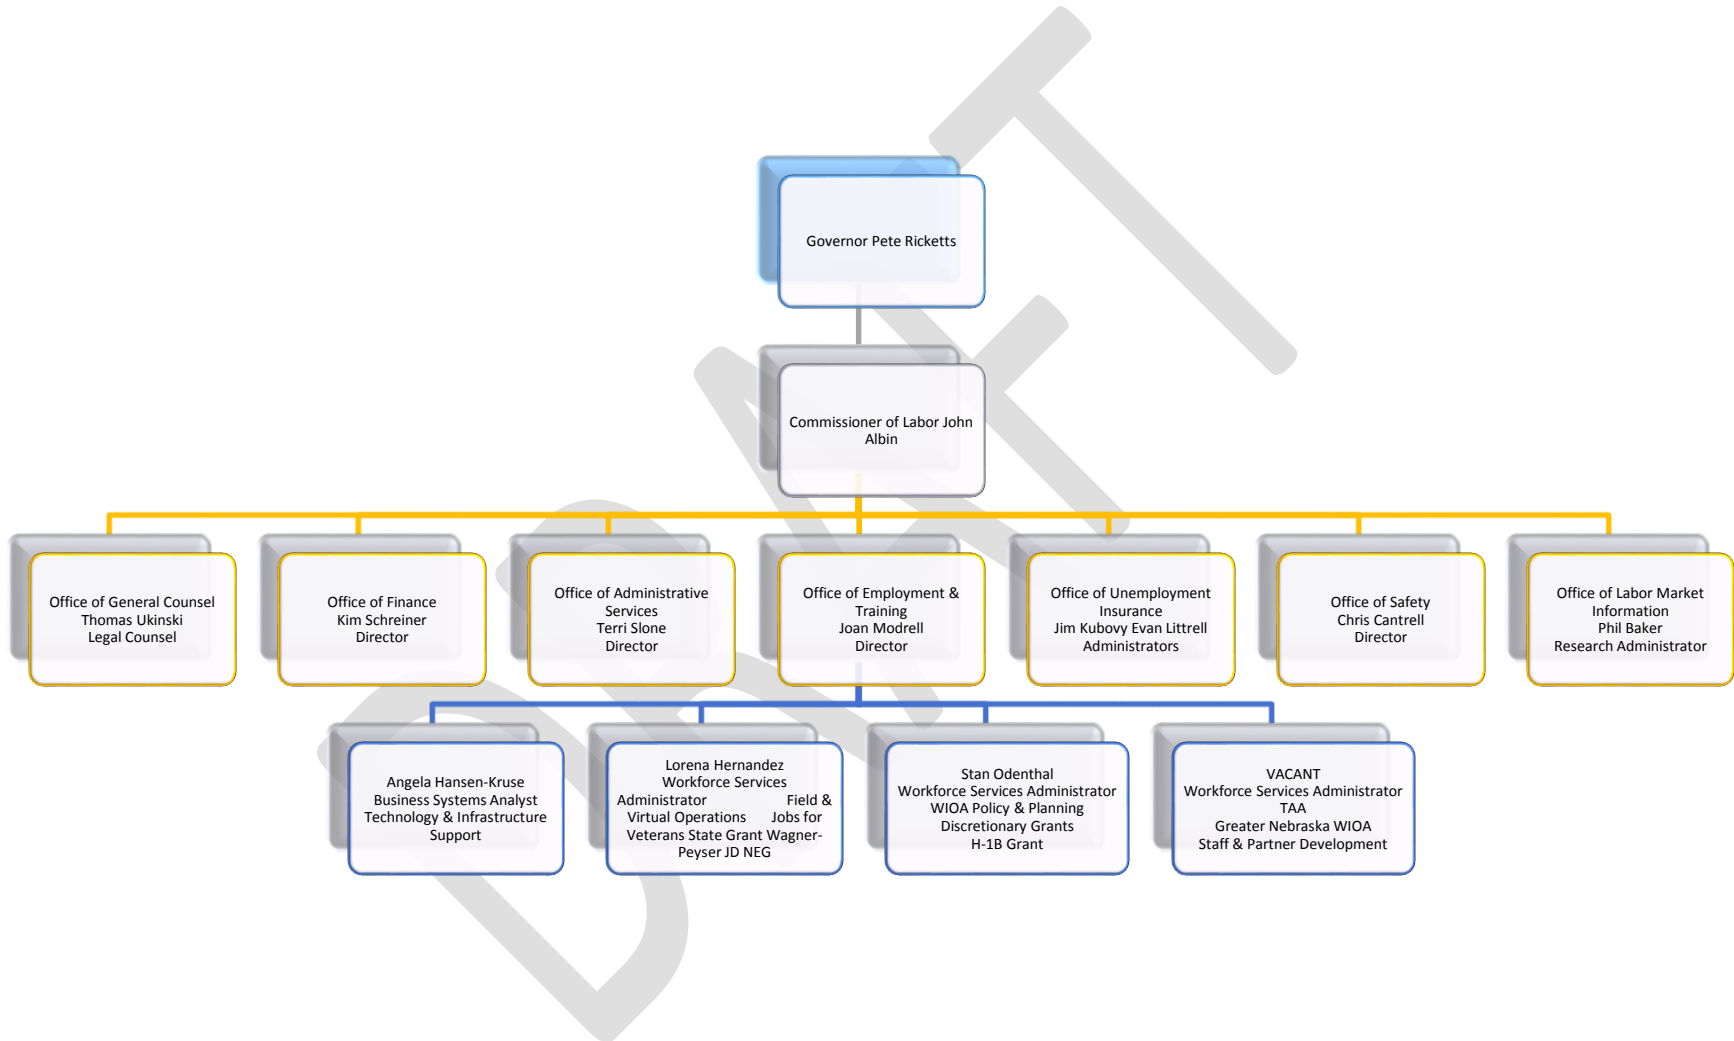 DRAFT
Governor Pete Ricketts
Commissioner of Labor John
Albin
Office of General Counsel
Thomas Ukinski
Legal Counsel
Office of Finance
Kim Schreiner
Director
Office of Administrative
Services
Terri Slone
Director
Office of Employment &
Training
Joan Modrell
Director
Office of Unemployment
Insurance
Jim Kubovy Evan Littrell
Administrators
Office of Safety
Chris Cantrell
Director
Office of Labor Market
Information
Phil Baker
Research Administrator
Angela Hansen-Kruse
Business Systems Analyst
Technology & Infrastructure
Support
Lorena Hernandez
Workforce Services
Administrator Field &
Virtual Operations Jobs for
Veterans State Grant Wagner-
Peyser JD NEG
Stan Odenthal
Workforce Services Administrator
WIOA Policy & Planning
Discretionary Grants
H-1B Grant
VACANT
Workforce Services Administrator
TAA
Greater Nebraska WIOA
Staff & Partner Development